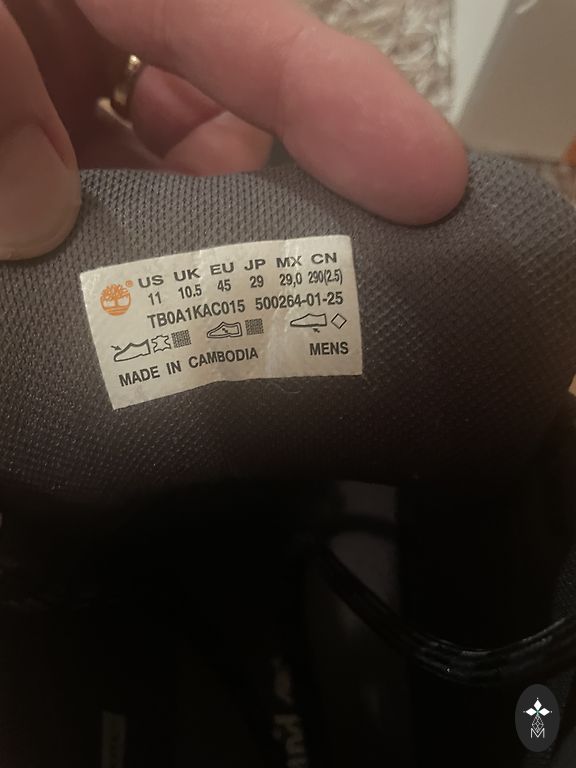 US UK EU JP MX CN
11 10.5 45 29 29,0 290(2.5)
TB0A1KAC015 500264-01-25
MADE IN CAMBODIA MENS